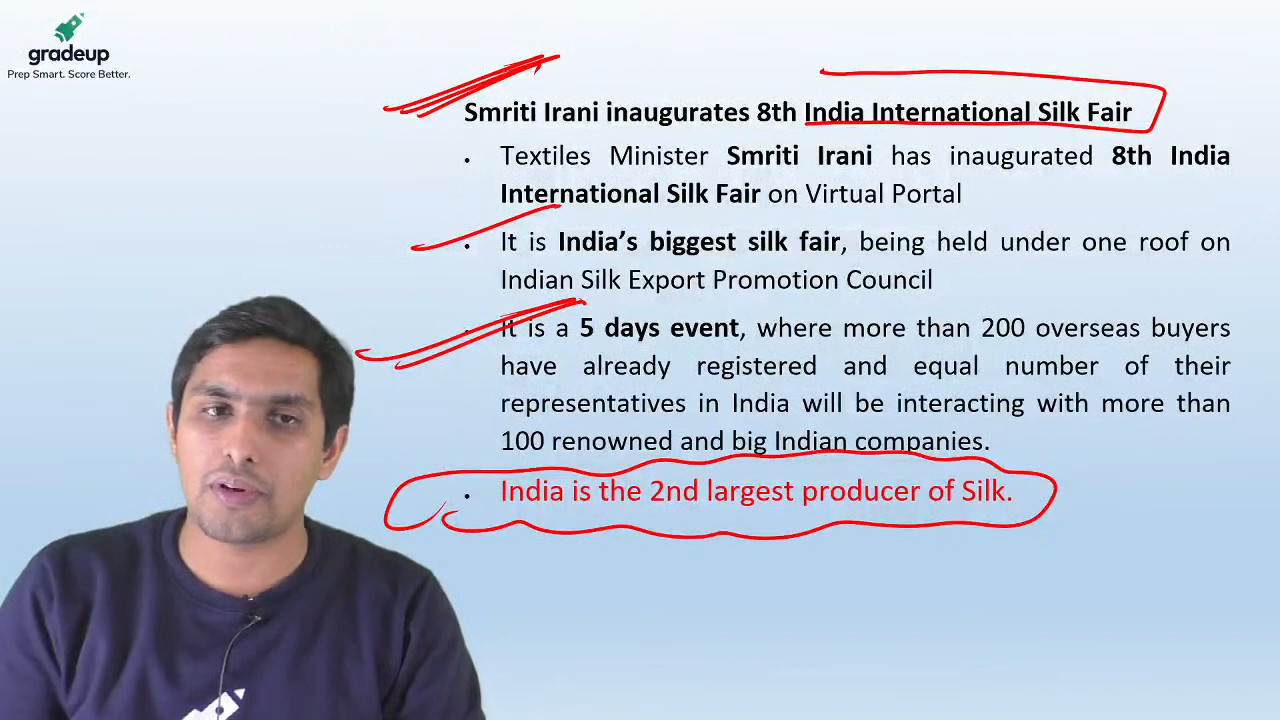 gradeup
Prep Smart. Score Better.
Smriti Irani inaugurates 8th India International Silk Fair
• Textiles Minister Smriti Irani has inaugurated 8th India
International Silk Fair on Virtual Portal
• It is India's biggest silk fair, being held under one roof on
Indian Silk Export Promotion Council
• It is a 5 days event, where more than 200 overseas buyers
have already registered and equal number of their
representatives in India will be interacting with more than
100 renowned and big Indian companies.
• India is the 2nd largest producer of Silk.